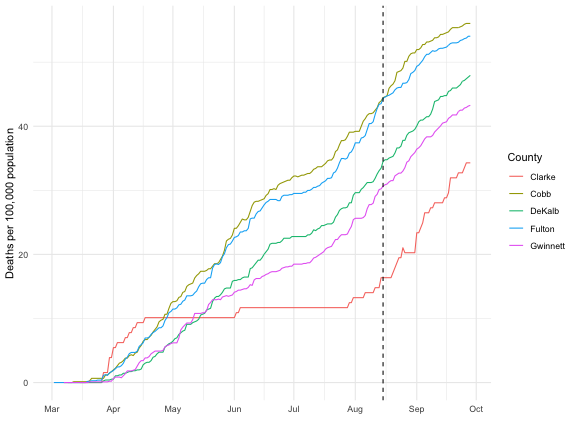 Deaths per 100,000 population
40
20
0
Mar Apr May Jun Jul Aug Sep Oct
County
Clarke
Cobb
DeKalb
Fulton
Gwinnett